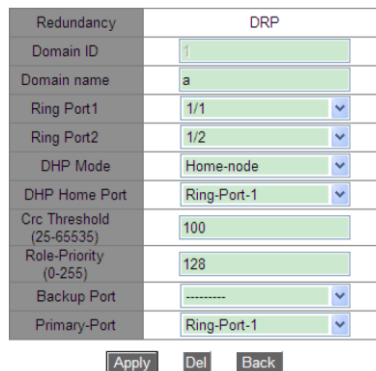 Redundancy DRP
Domain ID 1
Domain name a
Ring Port1 1/1
Ring Port2 1/2
DHP Mode Home-node
DHP Home Port Ring-Port-1
Crc Threshold
(25-65535) 100
Role-Priority
(0-255) 128
Backup Port ---------
Primary-Port Ring-Port-1
Apply Del Back